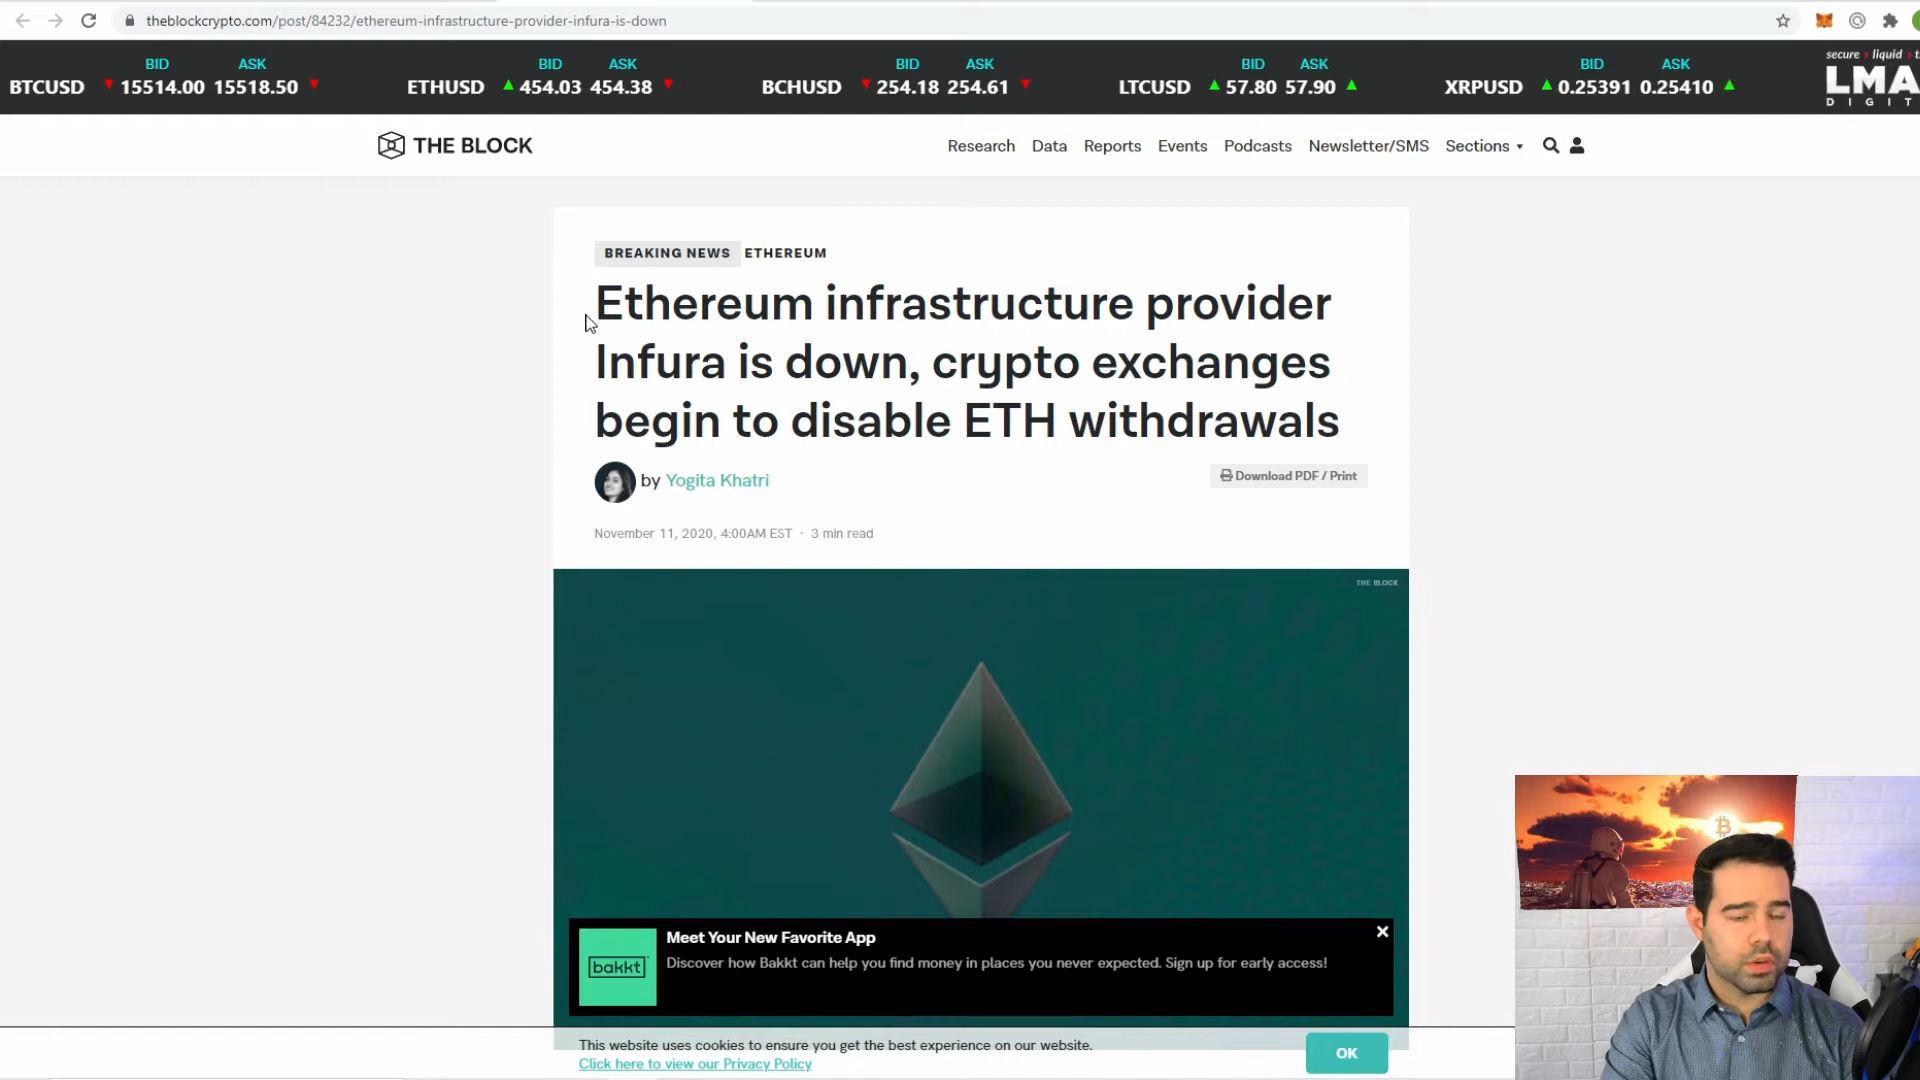 theblockcrypto.com/post/84232/ethereum-infrastructure-provider-infura-is-down
BID ASK BID ASK BID ASK BID ASK BID ASK
BTCUSD 15514.00 15518.50 ETHUSD 454.03 454.38 BCHUSD 254.18 254.61 LTCUSD 57.80 57.90 XRPUSD 0.25391 0.25410
secure liquid
LMA
DIGIT
THE BLOCK
Research Data Reports Events Podcasts Newsletter/SMS Sections
BREAKING NEWS ETHEREUM
Ethereum infrastructure provider
Infura is down, crypto exchanges
begin to disable ETH withdrawals
by Yogita Khatri
Download PDF / Print
November 11, 2020, 4:00AM EST · 3 min read
THE BLOCK
bakkt
Meet Your New Favorite App
Discover how Bakkt can help you find money in places you never expected. Sign up for early access!
This website uses cookies to ensure you get the best experience on our website.
Click here to view our Privacy Policy
OK